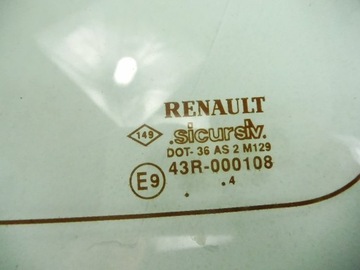 RENAULT
149 .sicursiv.
DOT- 36 AS 2 M129
E9 43R-000108
. .4